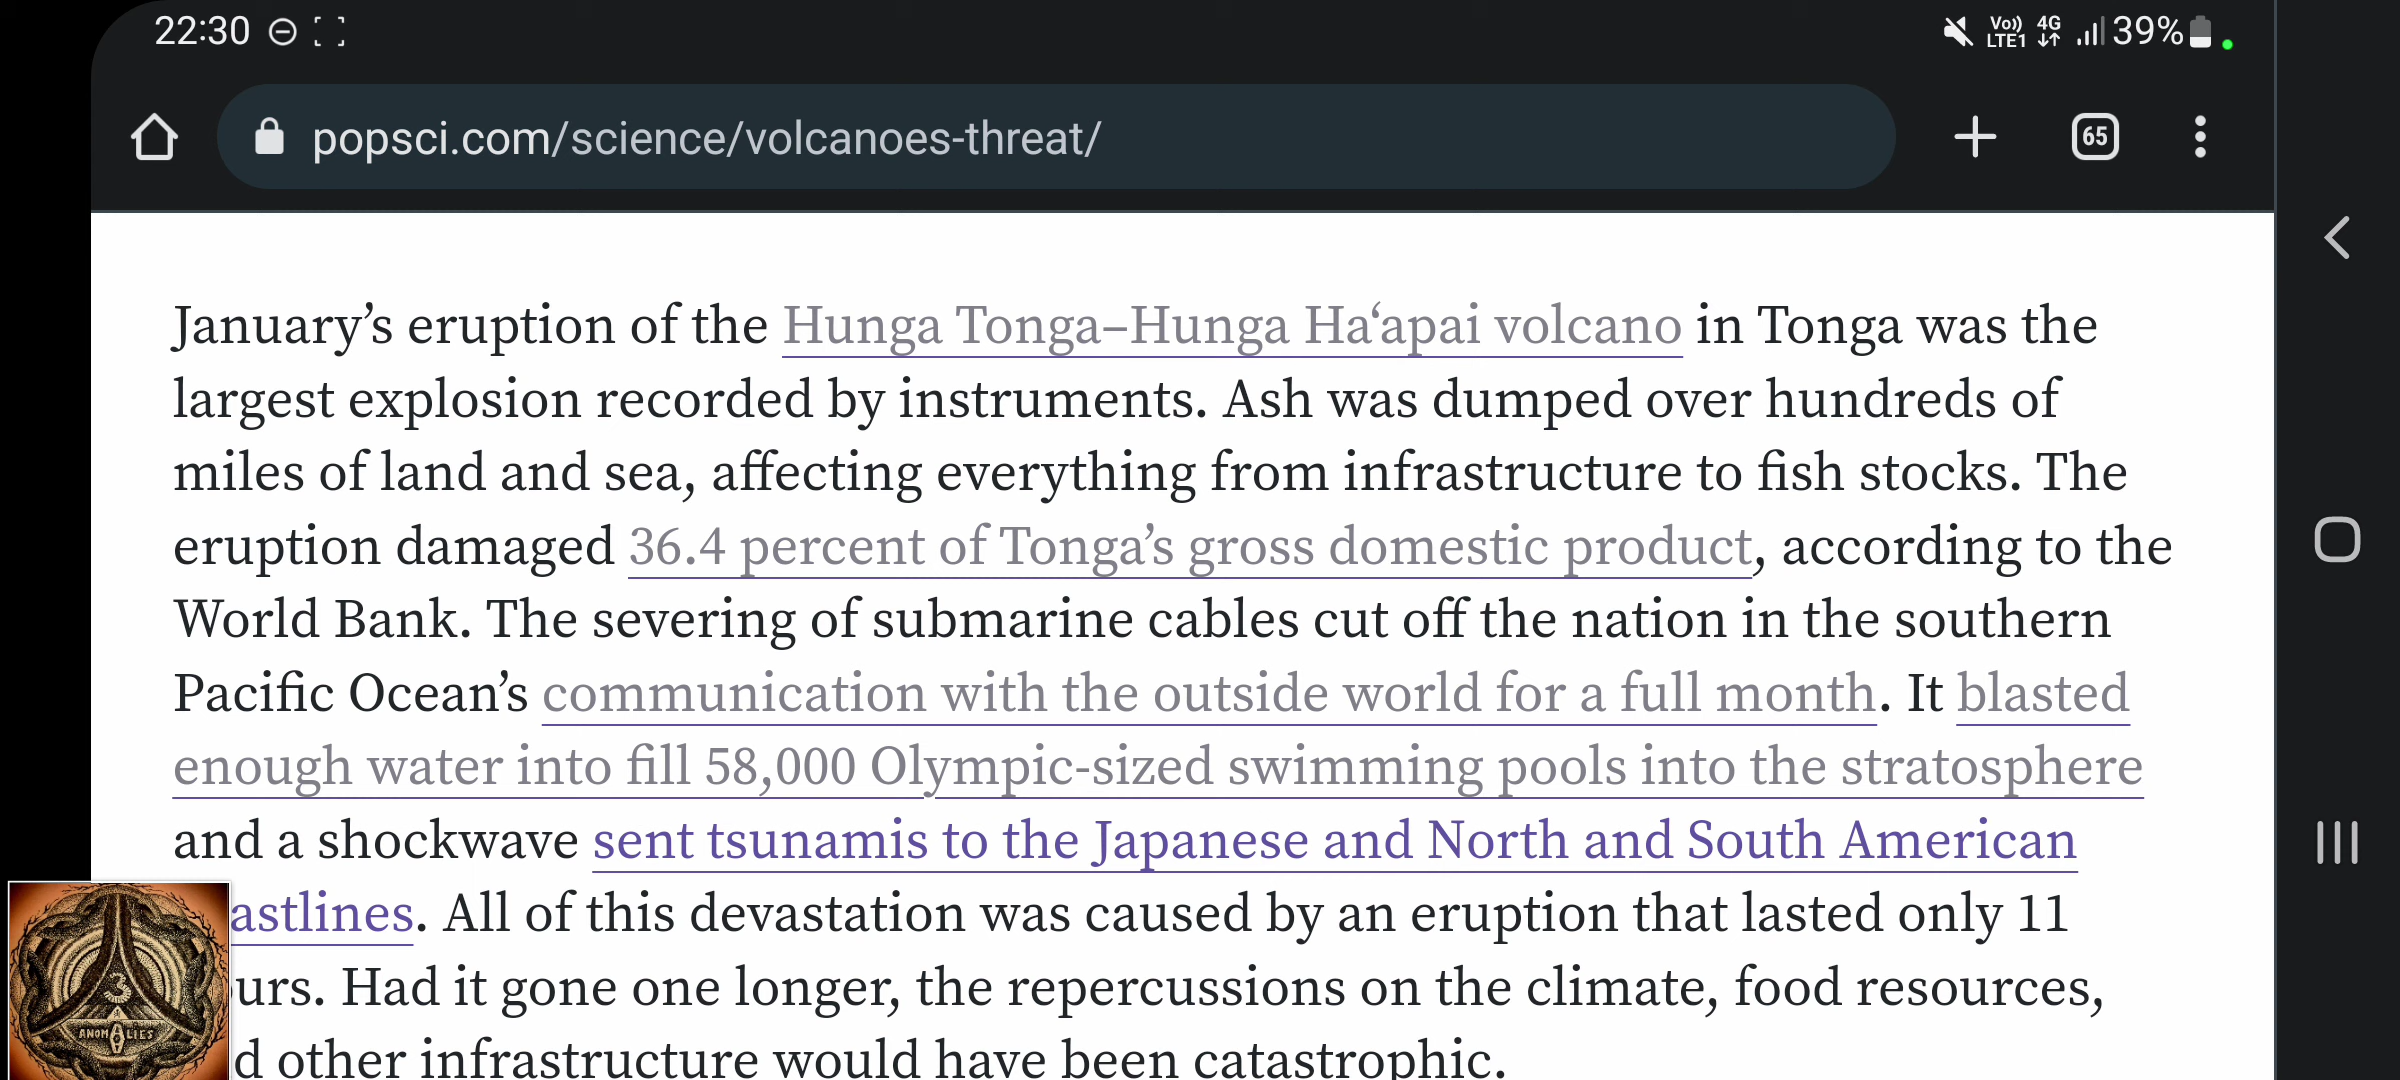 22:30
Vo)) LTE1 4G 39%
popsci.com/science/volcanoes-threat/
65
January’s eruption of the Hunga Tonga–Hunga Ha‘apai volcano in Tonga was the
largest explosion recorded by instruments. Ash was dumped over hundreds of
miles of land and sea, affecting everything from infrastructure to fish stocks. The
eruption damaged 36.4 percent of Tonga’s gross domestic product, according to the
World Bank. The severing of submarine cables cut off the nation in the southern
Pacific Ocean’s communication with the outside world for a full month. It blasted
enough water into fill 58,000 Olympic-sized swimming pools into the stratosphere
and a shockwave sent tsunamis to the Japanese and North and South American
astlines. All of this devastation was caused by an eruption that lasted only 11
urs. Had it gone one longer, the repercussions on the climate, food resources,
d other infrastructure would have been catastrophic.
ANOMALIES